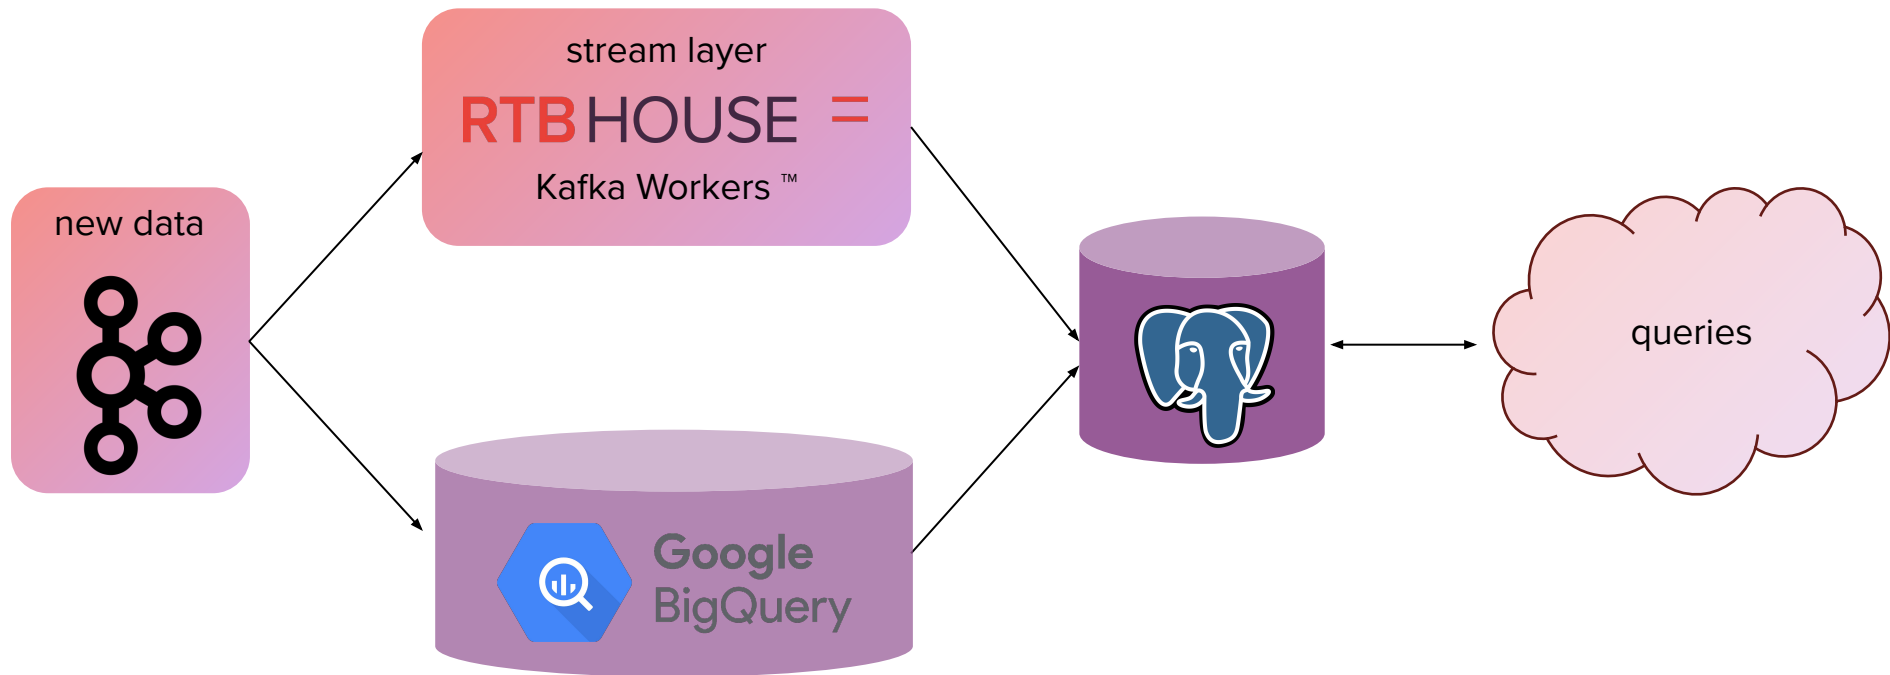 stream layer
RTB HOUSE =
Kafka Workers ™
new data
queries
Google
BigQuery